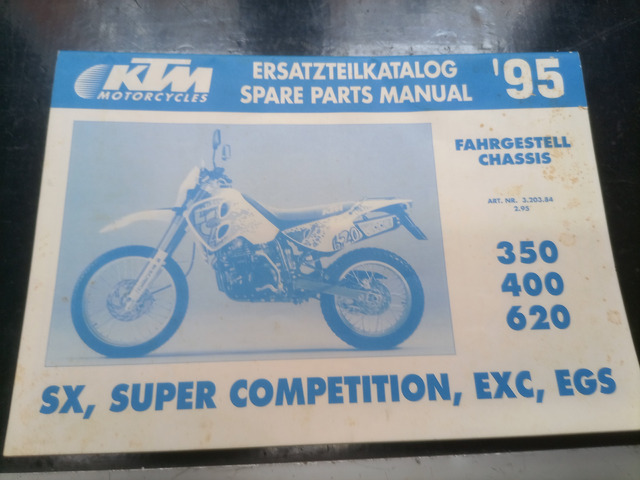 KTM
MOTORCYCLES
ERSATZTEILKATALOG
SPARE PARTS MANUAL
'95
FAHRGESTELL
CHASSIS
ART. NR. 3.203.84
2.95
350
400
620
620
SX, SUPER COMPETITION, EXC, EGS